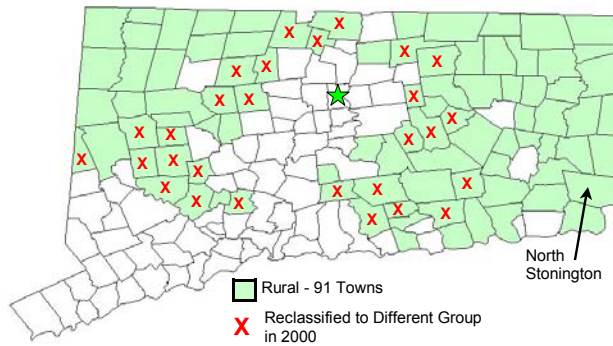 North
Stonington
Rural - 91 Towns
X Reclassified to Different Group
in 2000